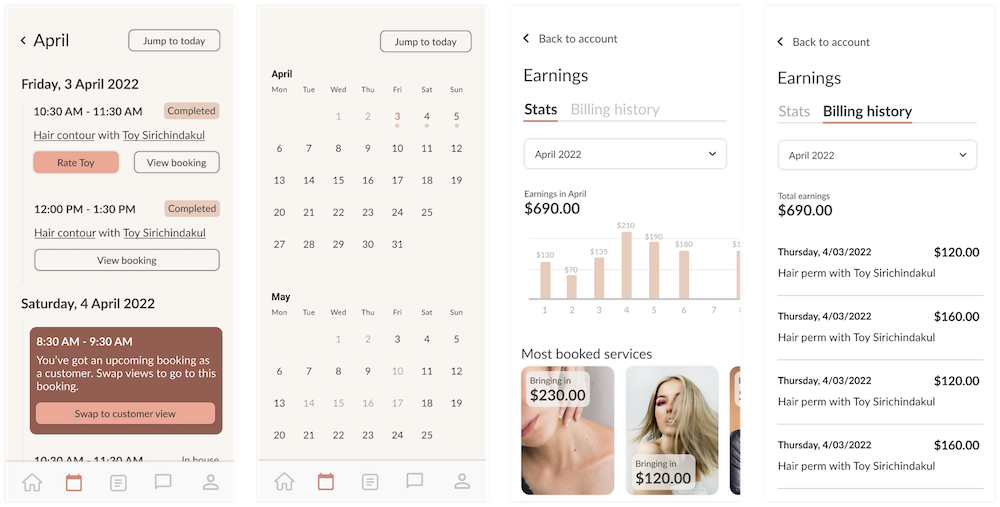 April
Jump to today
Friday, 3 April 2022
10:30 AM - 11:30 AM Completed
Hair contour with Toy Sirichindakul
Rate Toy View booking
12:00 PM - 1:30 PM Completed
Hair contour with Toy Sirichindakul
View booking
Saturday, 4 April 2022
8:30 AM - 9:30 AM
You've got an upcoming booking as
a customer. Swap views to go to this
booking.
Swap to customer view
10:30 AM - 11:30 AM In house
Jump to today
April
Mon Tue Wed Thu Fri Sat Sun
1 2 3 4 5
6 7 8 9 10 11 12
13 14 15 16 17 18 19
20 21 22 23 24 25
27 28 29 30 31
May
Mon Tue Wed Thu Fri Sat Sun
1 2 3 4 5
6 7 8 9 10 11 12
13 14 15 16 17 18 19
20 21 22 23 24 25
Back to account
Earnings
Stats Billing history
April 2022
Earnings in April
$690.00
$130 $70 $135 $210 $190 $180 $1
1 2 3 4 5 6 7 8
Most booked services
Bringing in
$230.00
Bringing in
$120.00
Back to account
Earnings
Stats Billing history
April 2022
Total earnings
$690.00
Thursday, 4/03/2022 $120.00
Hair perm with Toy Sirichindakul
Thursday, 4/03/2022 $160.00
Hair perm with Toy Sirichindakul
Thursday, 4/03/2022 $120.00
Hair perm with Toy Sirichindakul
Thursday, 4/03/2022 $160.00
Hair perm with Toy Sirichindakul